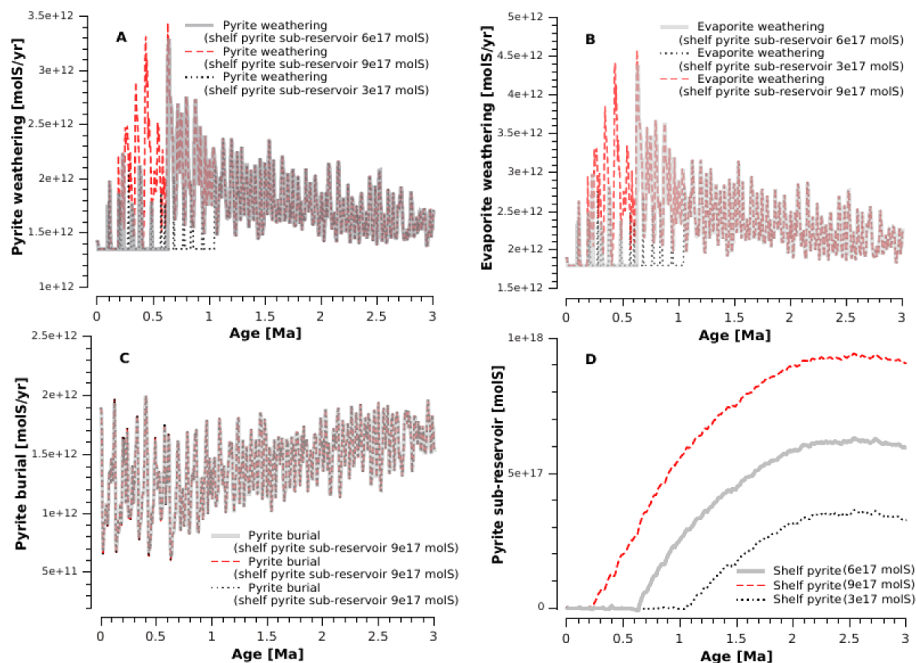 A
Pyrite weathering
(shelf pyrite sub-reservoir 6e17 molS)
Pyrite weathering
(shelf pyrite sub-reservoir 9e17 molS)
Pyrite weathering
(shelf pyrite sub-reservoir 3e17 molS)
Pyrite weathering [molS/yr]
3.5e+12
3e+12
2.5e+12
2e+12
1.5e+12
1e+12
0 0.5 1 1.5 2 2.5 3
Age [Ma]
B
Evaporite weathering
(shelf pyrite sub-reservoir 6e17 molS)
Evaporite weathering
(shelf pyrite sub-reservoir 3e17 molS)
Evaporite weathering
(shelf pyrite sub-reservoir 9e17 molS)
Evaporite weathering [molS/yr]
5e+12
4.5e+12
4e+12
3.5e+12
3e+12
2.5e+12
2e+12
1.5e+12
0 0.5 1 1.5 2 2.5 3
Age [Ma]
C
Pyrite burial [molS/yr]
2.5e+12
2e+12
1.5e+12
1e+12
5e+11
Pyrite burial
(shelf pyrite sub-reservoir 9e17 molS)
Pyrite burial
(shelf pyrite sub-reservoir 9e17 molS)
Pyrite burial
(shelf pyrite sub-reservoir 9e17 molS)
0 0.5 1 1.5 2 2.5 3
Age [Ma]
D
Pyrite sub-reservoir [molS]
1e+18
5e+17
0
Shelf pyrite (6e17 molS)
Shelf pyrite (9e17 molS)
Shelf pyrite (3e17 molS)
0 0.5 1 1.5 2 2.5 3
Age [Ma]